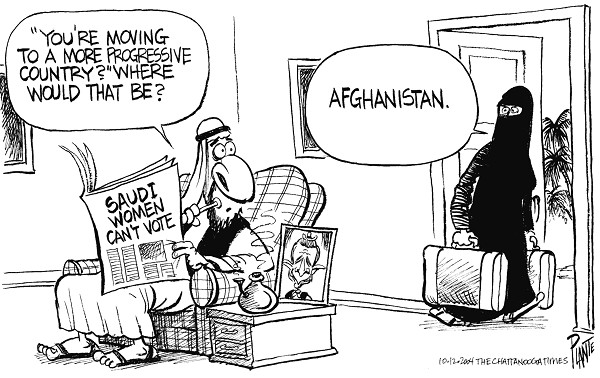 "YOU'RE MOVING
TO A MORE PROGRESSIVE
COUNTRY?" WHERE
WOULD THAT BE?
AFGHANISTAN.
SAUDI
WOMEN
CAN'T VOTE
PLANTE
10-12-2004 THE CHATTANOOGA TIMES